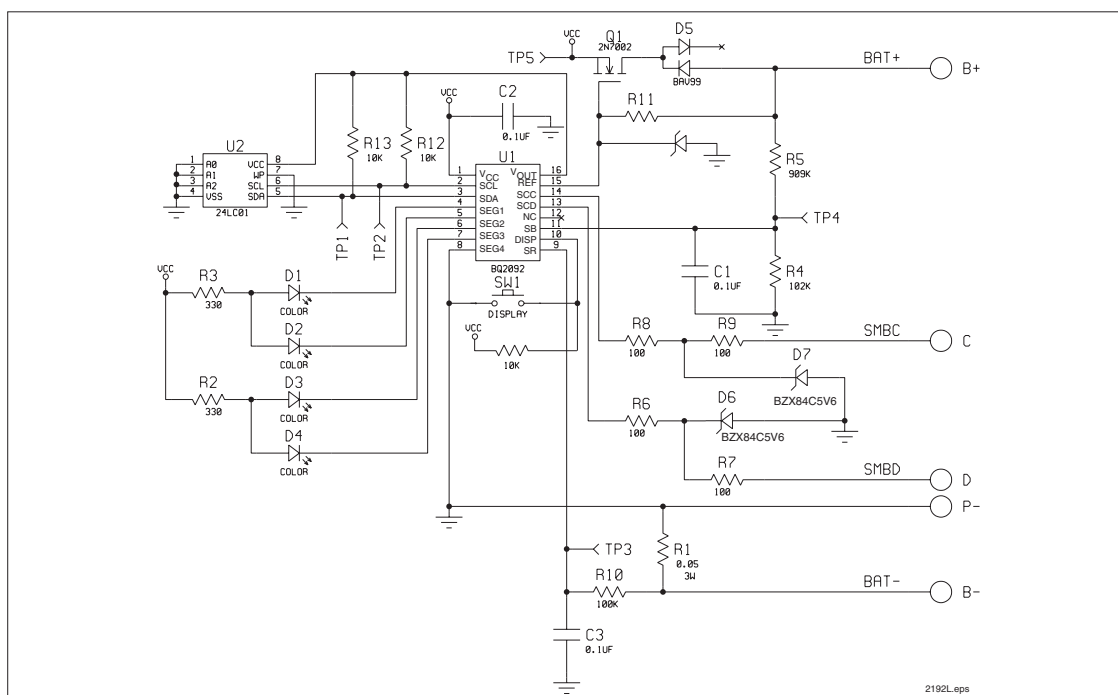 VCC Q1 D5
2N7002
TP5
BAV99
BAT+ B+
VCC C2
0.1UF
R11
R13 R12
10K 10K
U2
1 A0 VCC 8
2 A1 WP 7
3 A2 SCL 6
4 VSS SDA 5
24LC01
U1
1 VCC VOUT 16
2 SCL REF 15
3 SDA SCC 14
4 SEG1 SCD 13
5 SEG2 NC 12
6 SEG3 SB 11
7 SEG4 DISP 10
8 SR 9
BQ2092
R5
909K
TP4
TP1 TP2
C1
0.1UF
R4
102K
VCC R3 D1
330 COLOR
D2
COLOR
SW1
DISPLAY
VCC
10K
R2 D3
330 COLOR
D4
COLOR
R8 R9 SMBC C
100 100
D7
BZX84C5V6
R6 D6
100 BZX84C5V6
R7 SMBD D
100
P-
TP3
R1
0.05
3W
R10 BAT- B-
100K
C3
0.1UF
2192L.eps